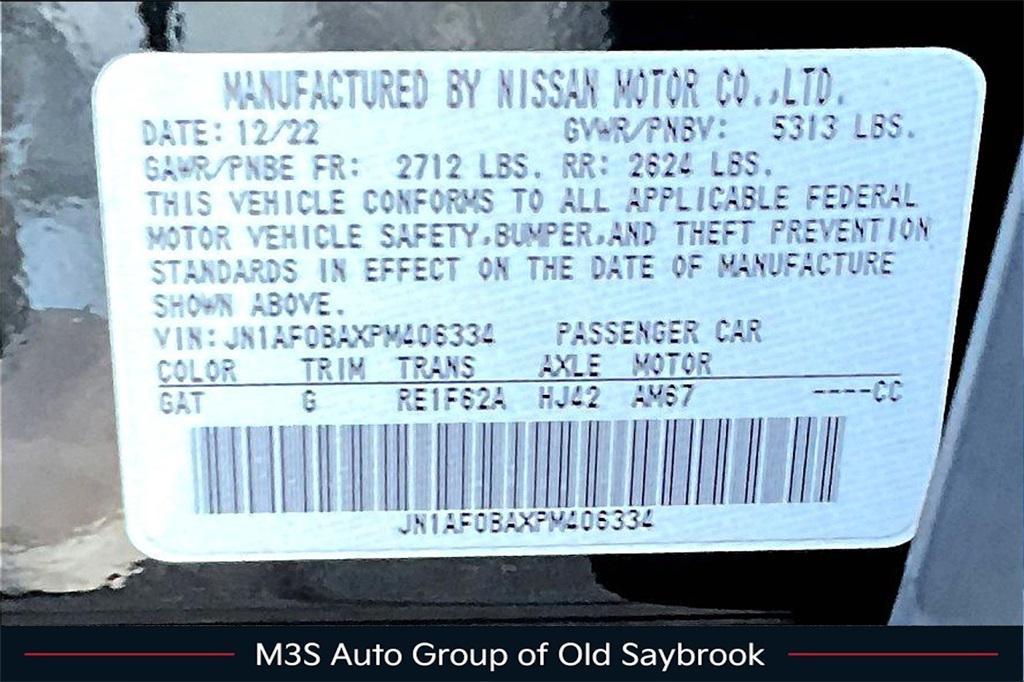 MANUFACTURED BY NISSAN MOTOR CO.,LTD.
DATE: 12/22 GVWR/PNBV: 5313 LBS.
GAWR/PNBE FR: 2712 LBS. RR: 2624 LBS.
THIS VEHICLE CONFORMS TO ALL APPLICABLE FEDERAL
MOTOR VEHICLE SAFETY,BUMPER,AND THEFT PREVENTION
STANDARDS IN EFFECT ON THE DATE OF MANUFACTURE
SHOWN ABOVE.
VIN: JN1AF0BAXPM406334 PASSENGER CAR
COLOR TRIM TRANS AXLE MOTOR
GAT G RE1F62A HJ42 AM67 ----CC
JN1AF0BAXPM406334
M3S Auto Group of Old Saybrook